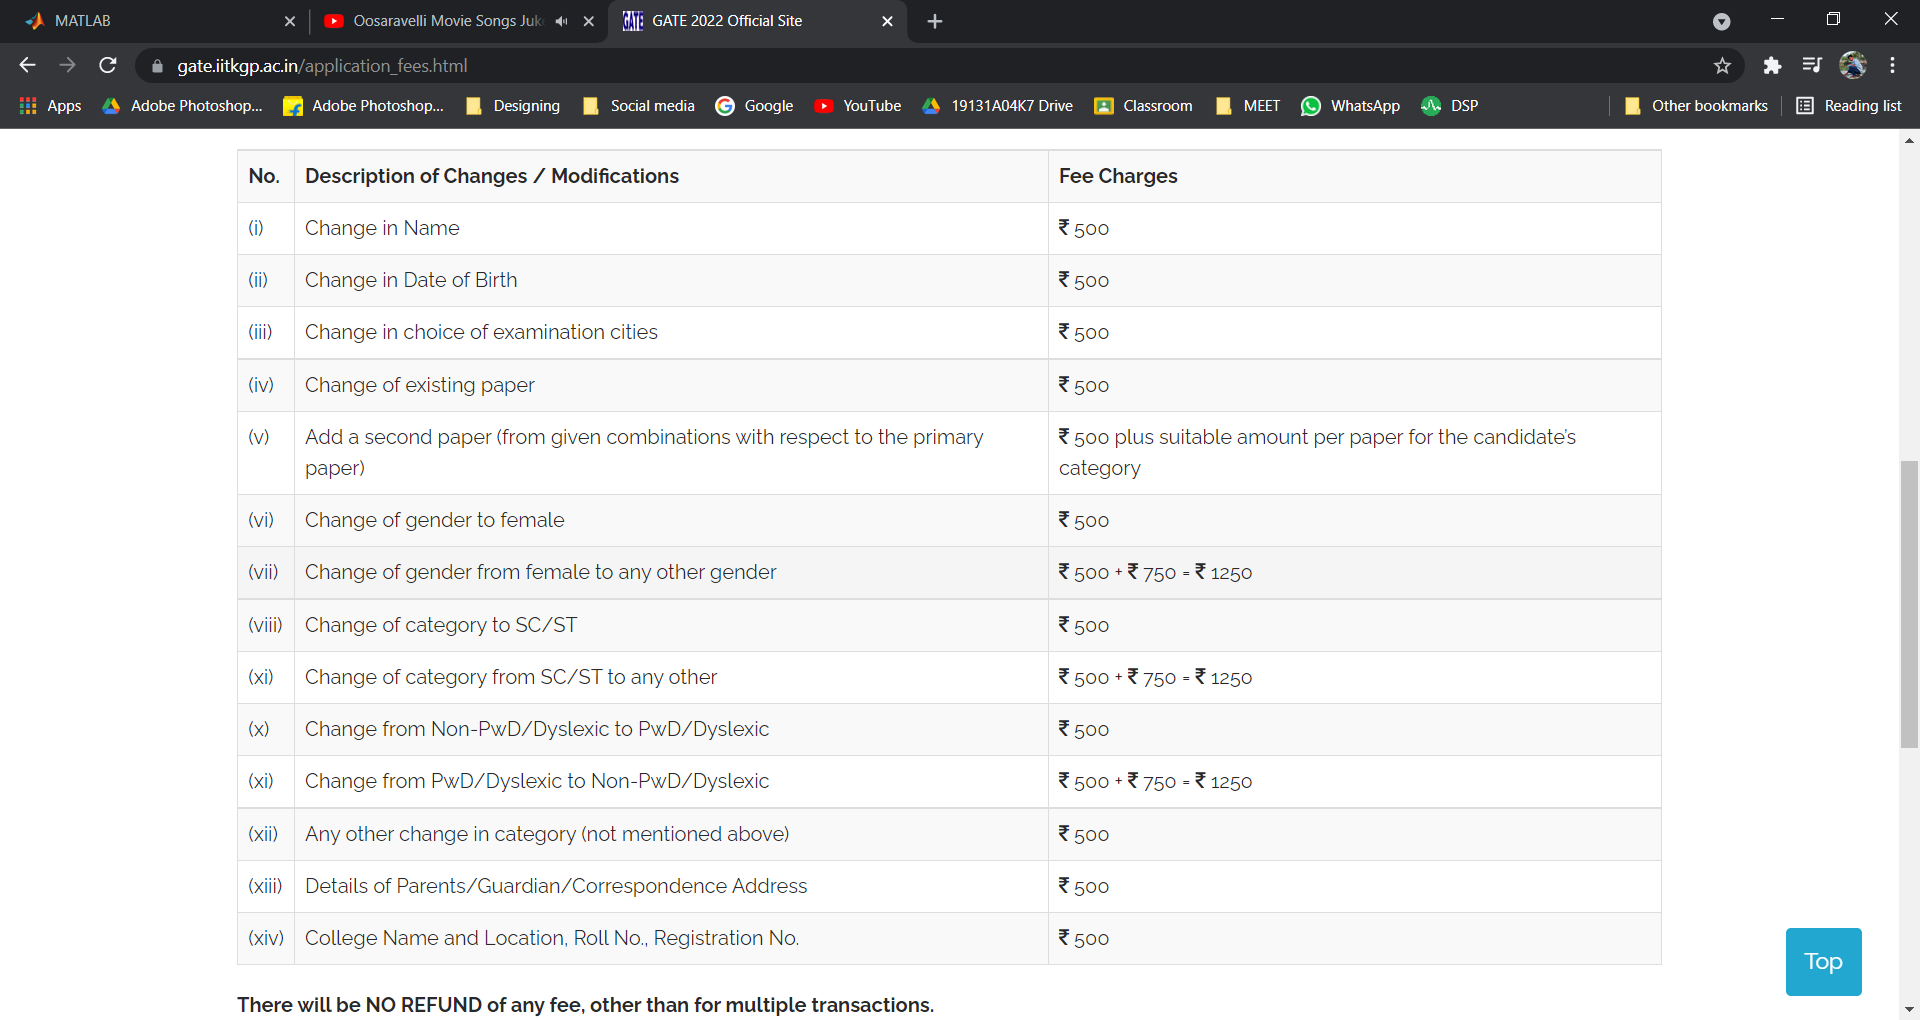 MATLAB
Oosaravelli Movie Songs Juk
GATE 2022 Official Site
gate.iitkgp.ac.in/application_fees.html
Apps Adobe Photoshop... Adobe Photoshop... Designing Social media Google YouTube 19131A04K7 Drive Classroom MEET WhatsApp DSP Other bookmarks Reading list
No. Description of Changes / Modifications Fee Charges
(i) Change in Name ₹ 500
(ii) Change in Date of Birth ₹ 500
(iii) Change in choice of examination cities ₹ 500
(iv) Change of existing paper ₹ 500
(v) Add a second paper (from given combinations with respect to the primary
paper)
₹ 500 plus suitable amount per paper for the candidate's
category
(vi) Change of gender to female ₹ 500
(vii) Change of gender from female to any other gender ₹ 500 + ₹ 750 = ₹ 1250
(viii) Change of category to SC/ST ₹ 500
(xi) Change of category from SC/ST to any other ₹ 500 + ₹ 750 = ₹ 1250
(x) Change from Non-PwD/Dyslexic to PwD/Dyslexic ₹ 500
(xi) Change from PwD/Dyslexic to Non-PwD/Dyslexic ₹ 500 + ₹ 750 = ₹ 1250
(xii) Any other change in category (not mentioned above) ₹ 500
(xiii) Details of Parents/Guardian/Correspondence Address ₹ 500
(xiv) College Name and Location, Roll No., Registration No. ₹ 500
Top
There will be NO REFUND of any fee, other than for multiple transactions.